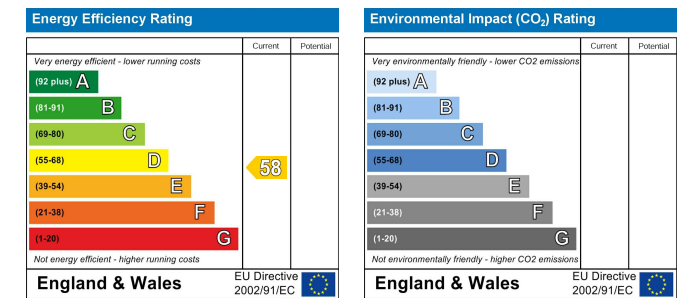 Energy Efficiency Rating
Current Potential
Very energy efficient - lower running costs
(92 plus) A
(81-91) B
(69-80) C
(55-68) D
58
(39-54) E
(21-38) F
(1-20) G
Not energy efficient - higher running costs
England & Wales
EU Directive
2002/91/EC
Environmental Impact (CO₂) Rating
Current Potential
Very environmentally friendly - lower CO2 emissions
(92 plus) A
(81-91) B
(69-80) C
(55-68) D
(39-54) E
(21-38) F
(1-20) G
Not environmentally friendly - higher CO2 emissions
England & Wales
EU Directive
2002/91/EC